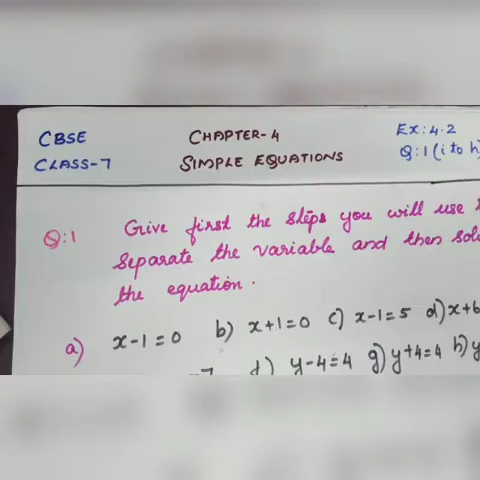 CBSE
CLASS-7
CHAPTER-4
SIMPLE EQUATIONS
Ex: 4.2
Q:1 (i to h)
Q:1 Give first the steps you will use
separate the variable and then
the equation.
a) x-1=0 b) x+1=0 c) x-1=5 d) x+6
y-4=4 g) y+4=4 h) y